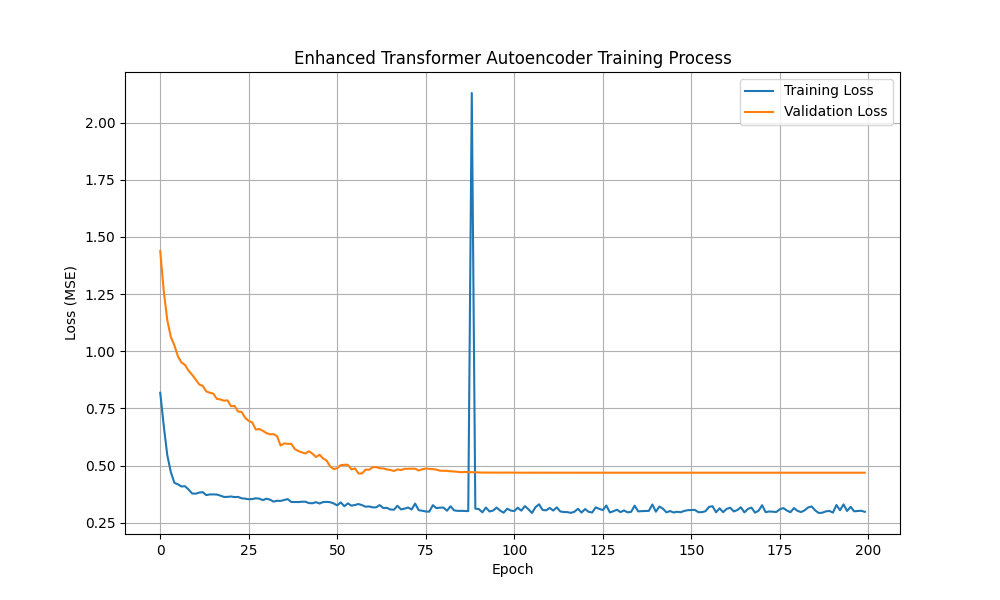 Enhanced Transformer Autoencoder Training Process
Training Loss
Validation Loss
2.00
1.75
1.50
1.25
1.00
0.75
0.50
0.25
Loss (MSE)
0 25 50 75 100 125 150 175 200
Epoch